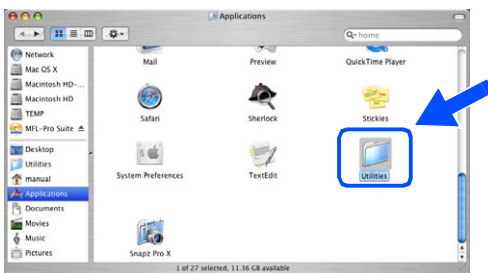 Applications
Q- home
Network
Mac OS X
Macintosh HD-...
Macintosh HD
TEMP
MFL-Pro Suite
Desktop
Utilities
manual
Applications
Documents
Movies
Music
Pictures
Mail
Preview
QuickTime Player
Safari
Sherlock
Stickies
System Preferences
TextEdit
Utilities
Snapz Pro X
1 of 27 selected, 11.36 GB available